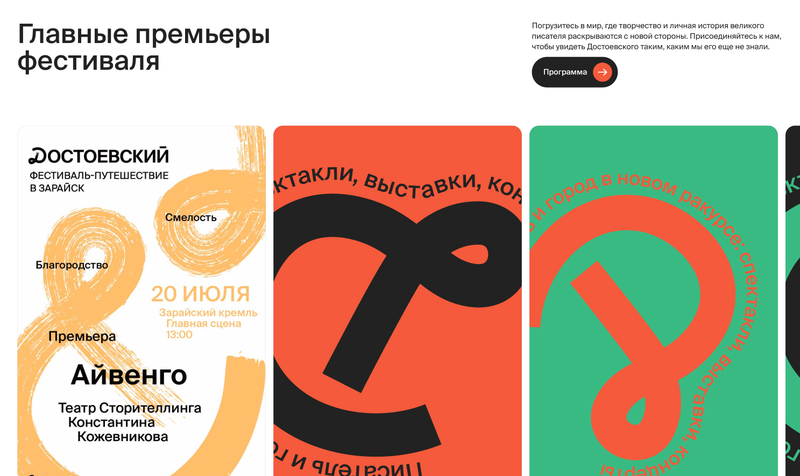 Главные премьеры
фестиваля
Погрузитесь в мир, где творчество и личная история великого
писателя раскрываются с новой стороны. Присоединяйтесь к нам,
чтобы увидеть Достоевского таким, каким мы его еще не знали.
Программа
ДОСТОЕВСКИЙ
ФЕСТИВАЛЬ-ПУТЕШЕСТВИЕ
В ЗАРАЙСК
Смелость
Благородство
20 ИЮЛЯ
Зарайский кремль
Главная сцена
13:00
Премьера
Айвенго
Театр Сторителлинга
Константина
Кожевникова
ктакли, выставки, кон
Писатель и го
ь и город в новом ракурсе: спектакли, выставки, концерты